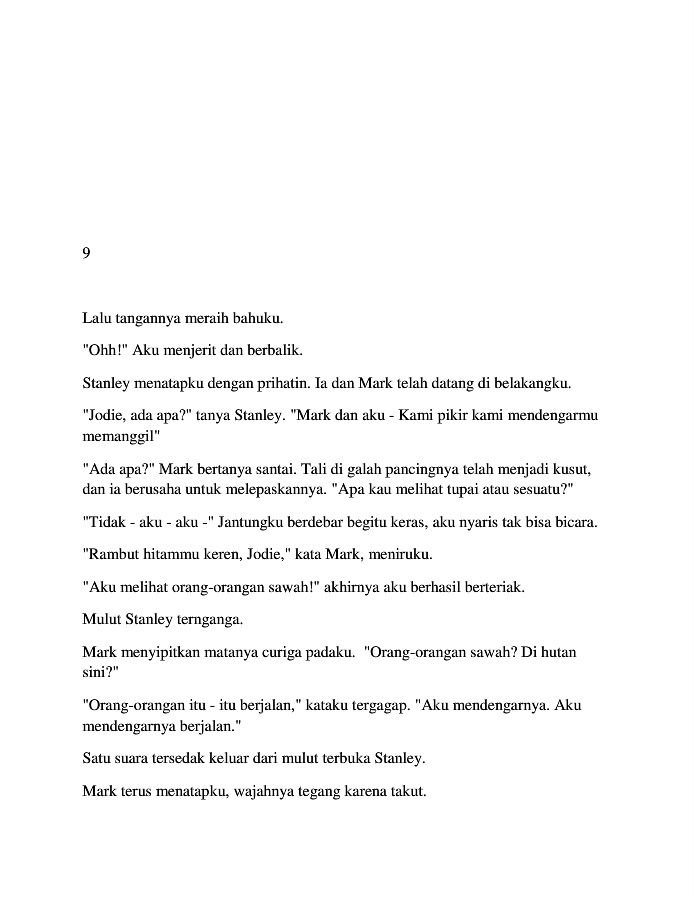 9
Lalu tangannya meraih bahuku.
"Ohh!" Aku menjerit dan berbalik.
Stanley menatapku dengan prihatin. Ia dan Mark telah datang di belakangku.
"Jodie, ada apa?" tanya Stanley. "Mark dan aku - Kami pikir kami mendengarmu
memanggil"
"Ada apa?" Mark bertanya santai. Tali di galah pancingnya telah menjadi kusut,
dan ia berusaha untuk melepaskannya. "Apa kau melihat tupai atau sesuatu?"
"Tidak - aku - aku -" Jantungku berdebar begitu keras, aku nyaris tak bisa bicara.
"Rambut hitammu keren, Jodie," kata Mark, meniruku.
"Aku melihat orang-orangan sawah!" akhirnya aku berhasil berteriak.
Mulut Stanley ternganga.
Mark menyipitkan matanya curiga padaku.  "Orang-orangan sawah? Di hutan
sini?"
"Orang-orangan itu - itu berjalan," kataku tergagap. "Aku mendengarnya. Aku
mendengarnya berjalan."
Satu suara tersedak keluar dari mulut terbuka Stanley.
Mark terus menatapku, wajahnya tegang karena takut.